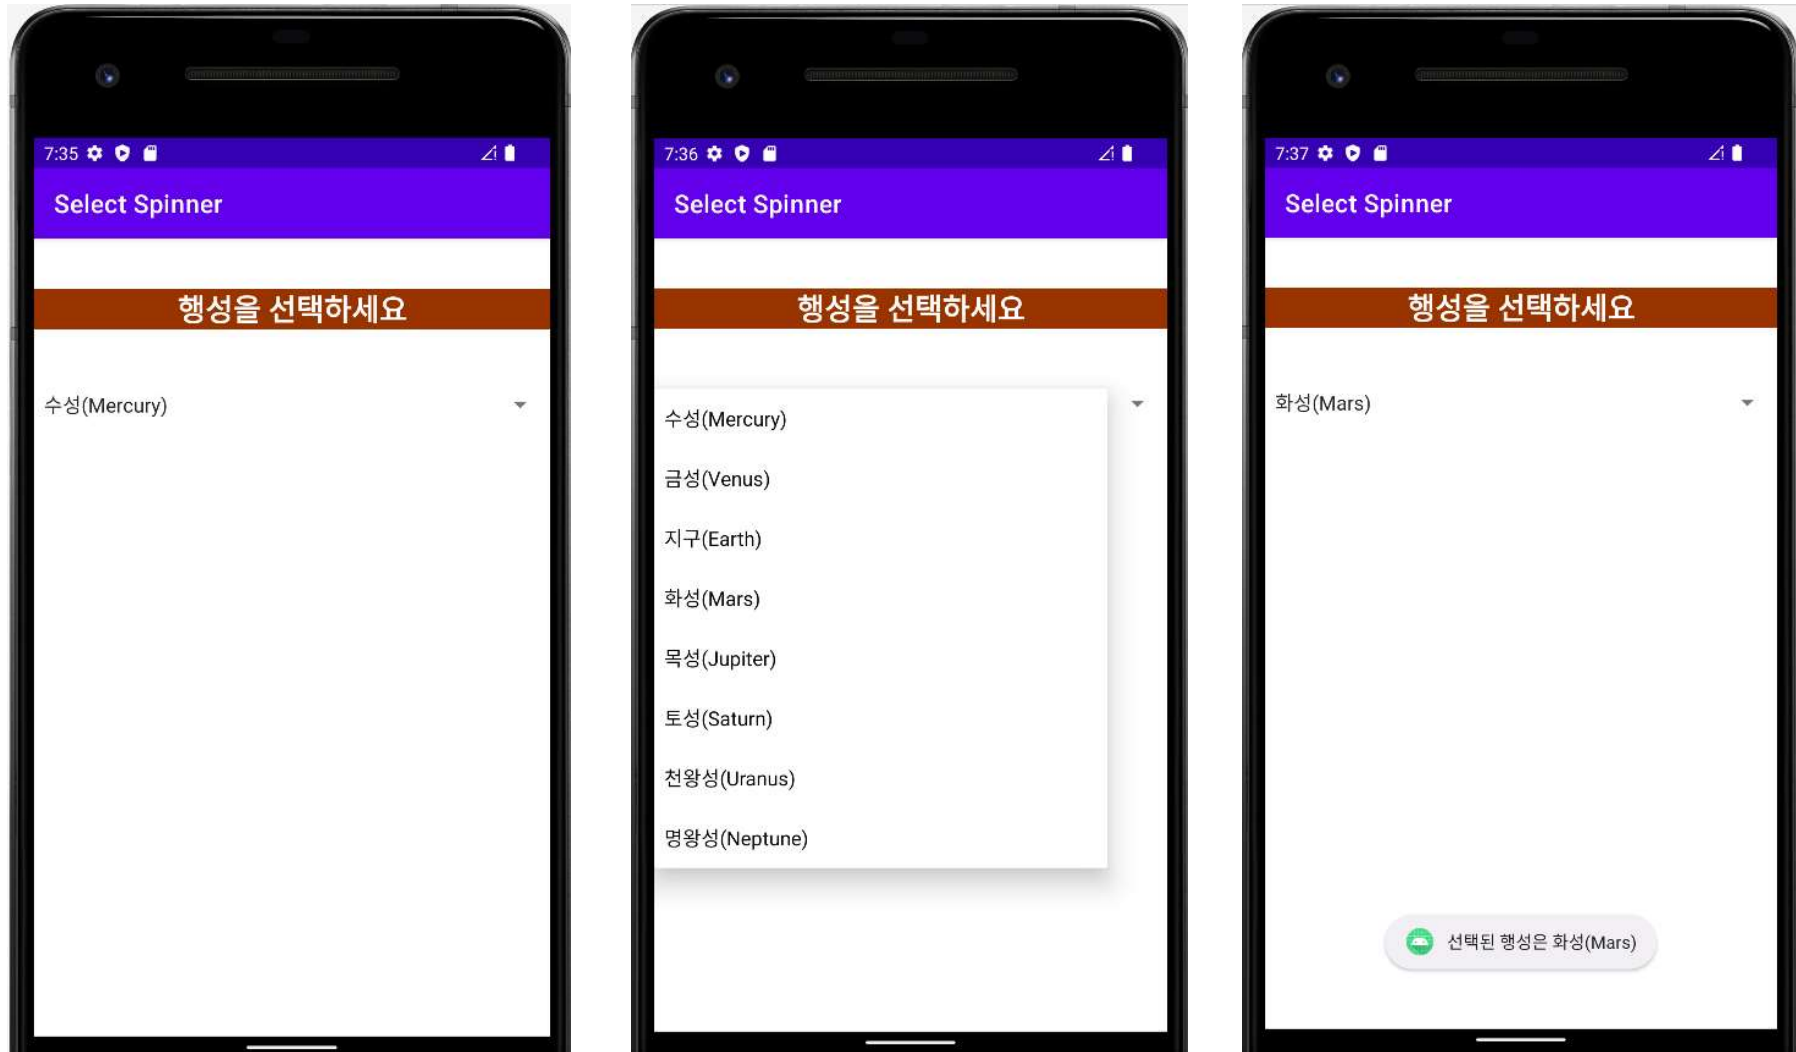 7:35
Select Spinner
행성을 선택하세요
수성(Mercury)
7:36
Select Spinner
행성을 선택하세요
수성(Mercury)
금성(Venus)
지구(Earth)
화성(Mars)
목성(Jupiter)
토성(Saturn)
천왕성(Uranus)
명왕성(Neptune)
7:37
Select Spinner
행성을 선택하세요
화성(Mars)
선택된 행성은 화성(Mars)